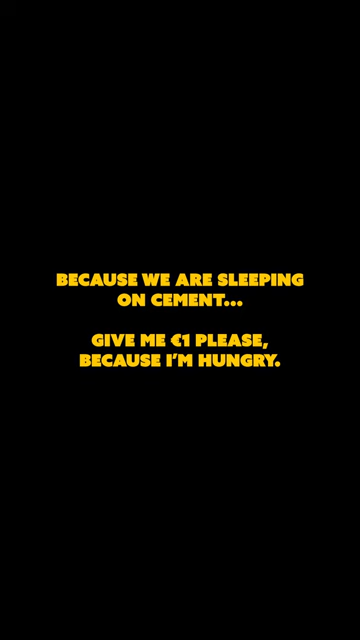 BECAUSE WE ARE SLEEPING
ON CEMENT...
GIVE ME €1 PLEASE,
BECAUSE I'M HUNGRY.